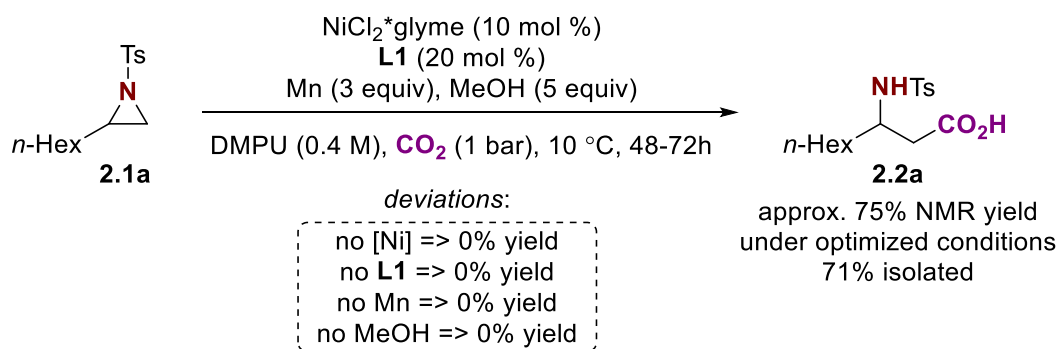 NiCl2*glyme (10 mol %)
L1 (20 mol %)
Mn (3 equiv), MeOH (5 equiv)
DMPU (0.4 M), CO2 (1 bar), 10 °C, 48-72h
Ts
N
n-Hex
2.1a
deviations:
no [Ni] => 0% yield
no L1 => 0% yield
no Mn => 0% yield
no MeOH => 0% yield
NHTs
CO2H
n-Hex
2.2a
approx. 75% NMR yield
under optimized conditions
71% isolated